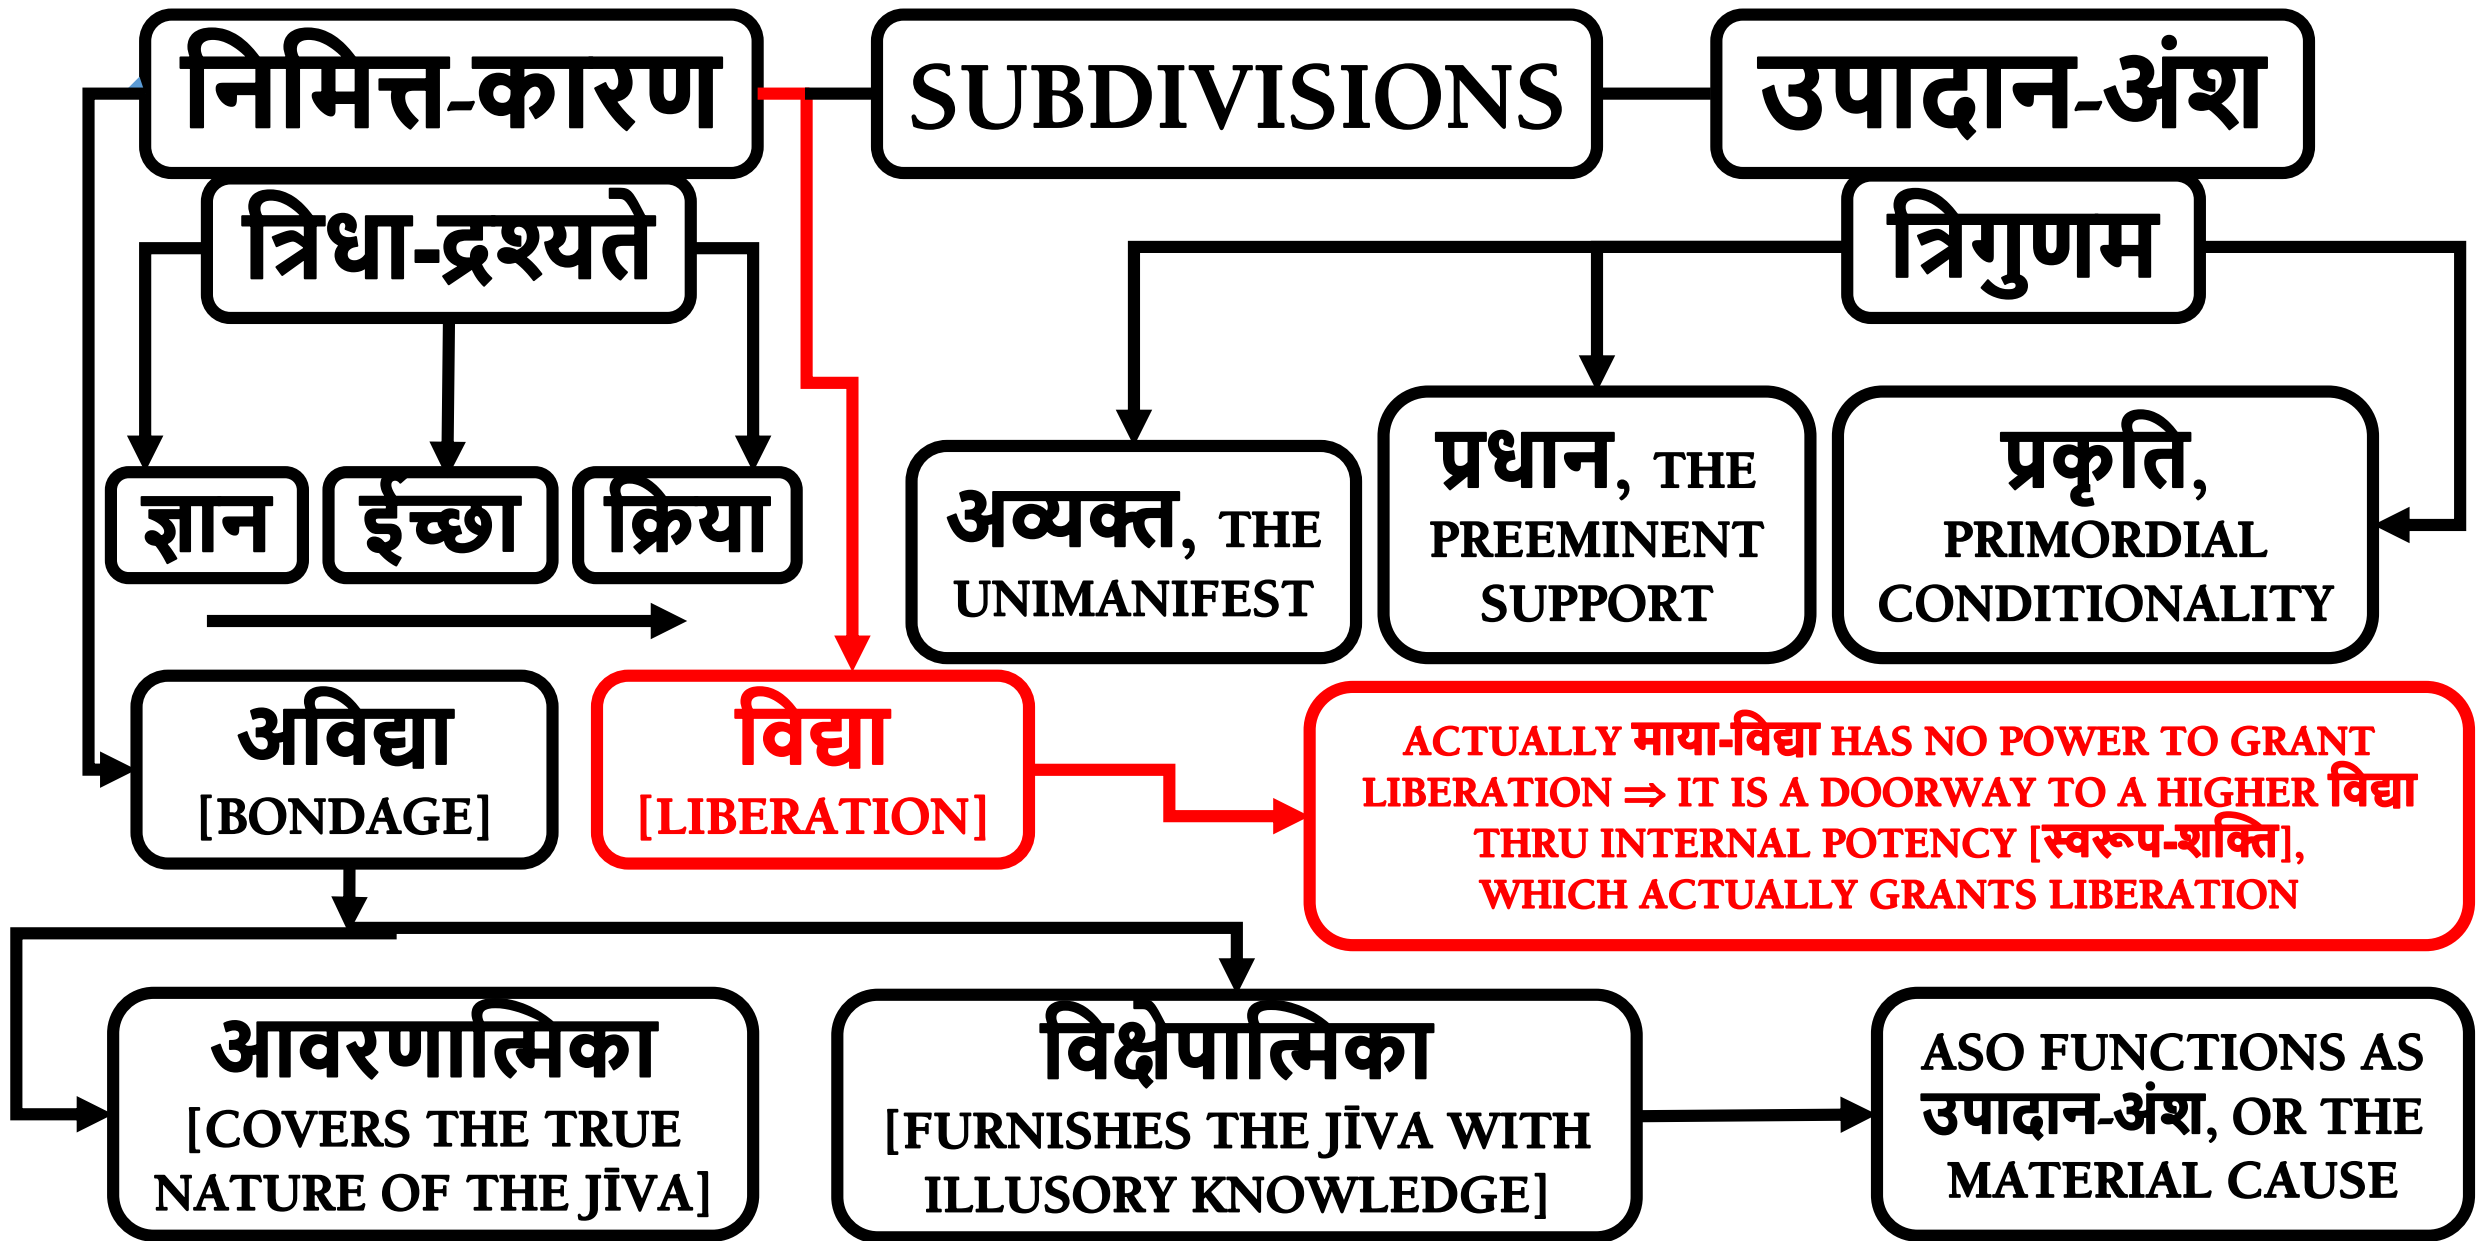 निमित्त-कारण
SUBDIVISIONS
उपादान-अंश
त्रिधा-द्रश्यते
त्रिगुणम
ज्ञान
ईच्छा
क्रिया
अव्यक्त, THE
UNIMANIFEST
प्रधान, THE
PREEMINENT
SUPPORT
प्रकृति,
PRIMORDIAL
CONDITIONALITY
अविद्या
[BONDAGE]
विद्या
[LIBERATION]
ACTUALLY माया-विद्या HAS NO POWER TO GRANT
LIBERATION ⇒ IT IS A DOORWAY TO A HIGHER विद्या
THRU INTERNAL POTENCY [स्वरूप-शक्ति],
WHICH ACTUALLY GRANTS LIBERATION
आवरणात्मिका
[COVERS THE TRUE
NATURE OF THE JĪVA]
विक्षेपात्मिका
[FURNISHES THE JĪVA WITH
ILLUSORY KNOWLEDGE]
ASO FUNCTIONS AS
उपादान-अंश, OR THE
MATERIAL CAUSE